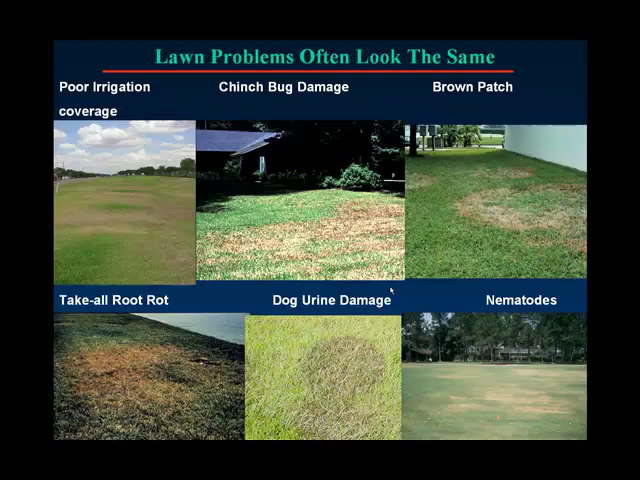 Lawn Problems Often Look The Same
Poor Irrigation coverage
Chinch Bug Damage
Brown Patch
Take-all Root Rot
Dog Urine Damage
Nematodes